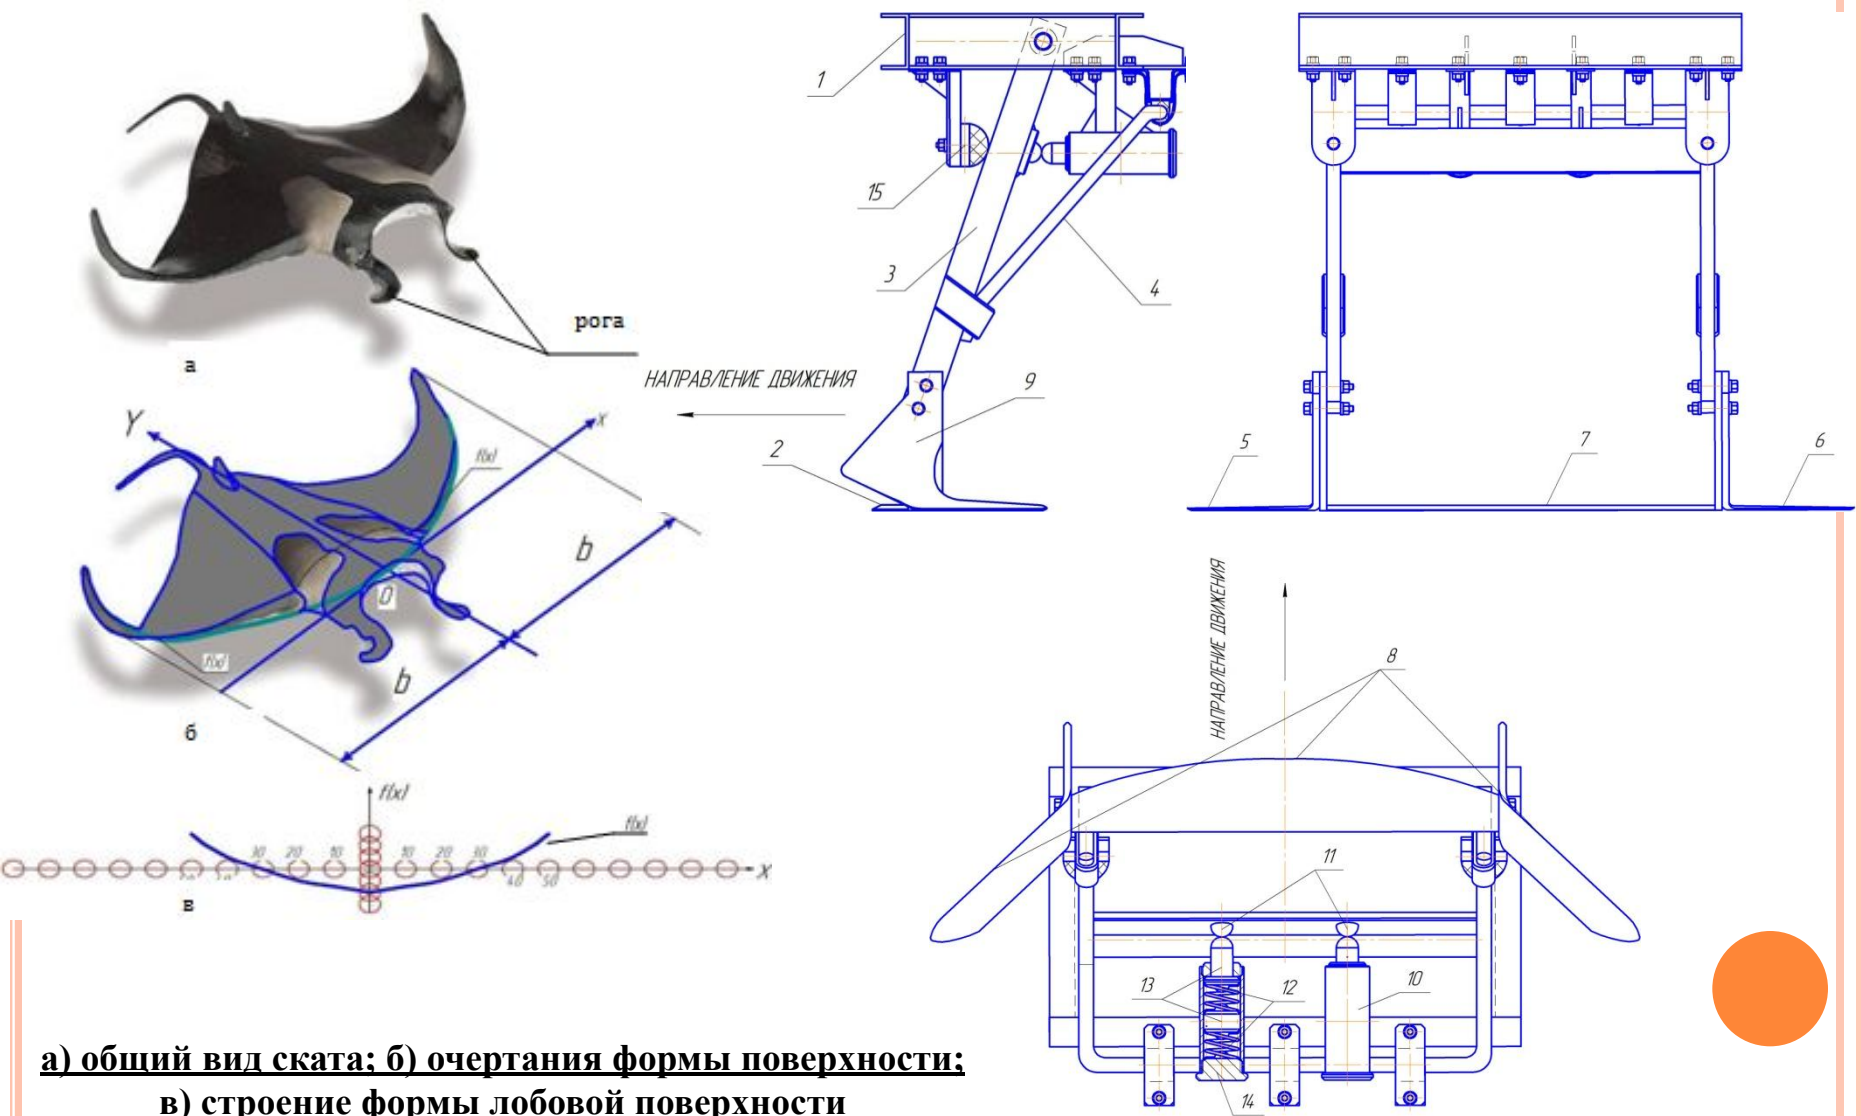 рога
а
Y
x
f(x)
b
0
f(x)
b
б
f(x)
f(x)
30 20 10 10 20 30
40 50
X
в
а) общий вид ската; б) очертания формы поверхности;
в) строение формы лобовой поверхности
1
15
3
4
НАПРАВЛЕНИЕ ДВИЖЕНИЯ
9
2
5
7
6
НАПРАВЛЕНИЕ ДВИЖЕНИЯ
8
11
13
12
10
14